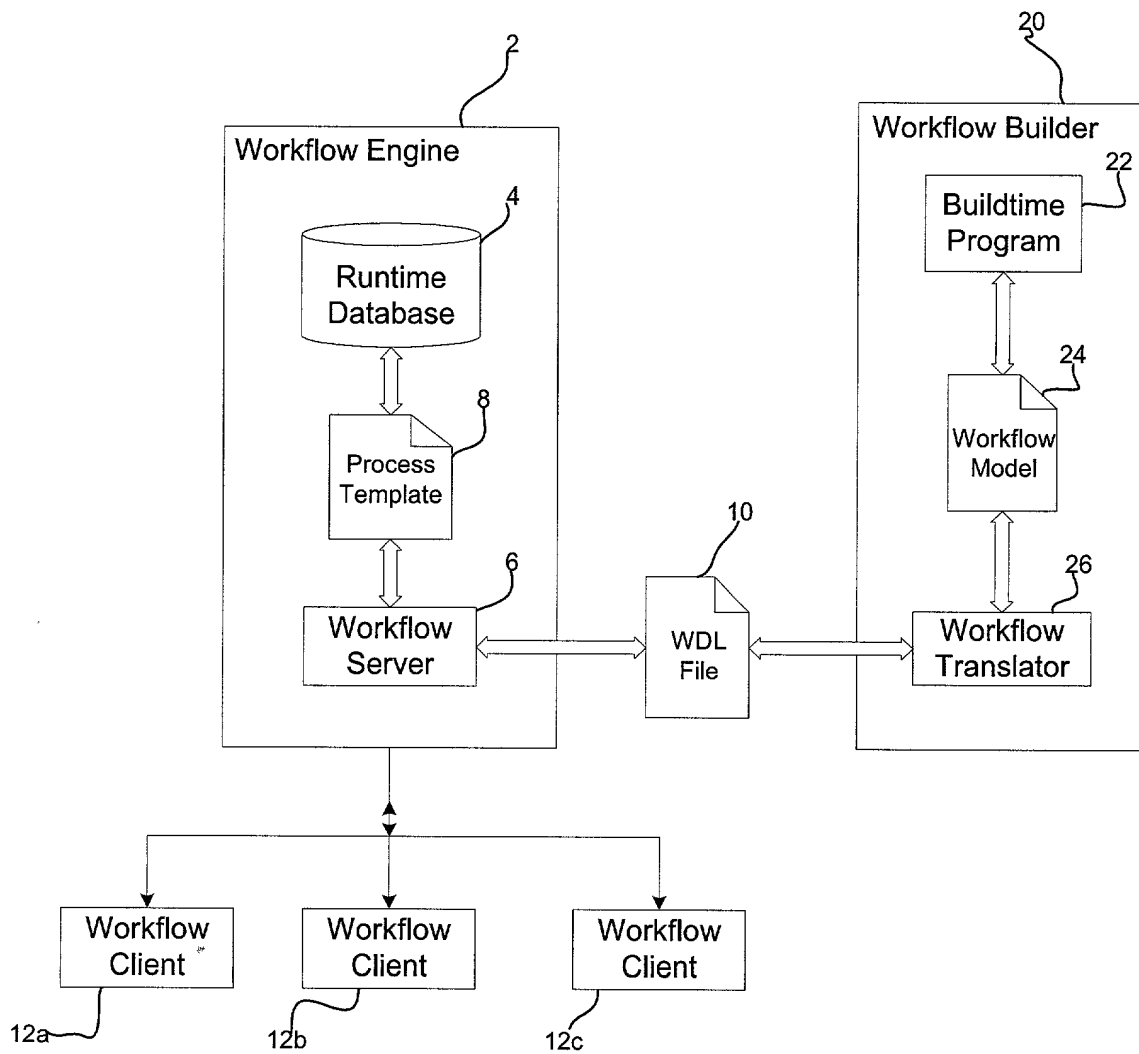 2
20
Workflow Engine
Workflow Builder
4
22
Runtime
Database
Buildtime
Program
8
24
Process
Template
Workflow
Model
10
6
26
Workflow
Server
WDL
File
Workflow
Translator
Workflow
Client
Workflow
Client
Workflow
Client
12a
12b
12c